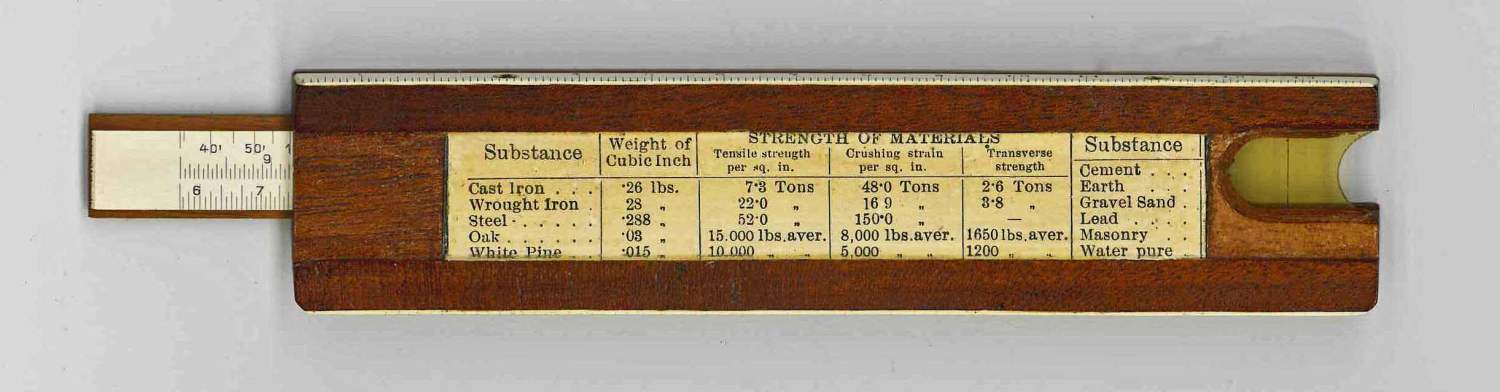 40' 50' 1
9
6 7
STRENGTH OF MATERIALS
Substance Weight of Cubic Inch Tensile strength per sq. in. Crushing strain per sq. in. Transverse strength Substance
Cement . . .
Cast Iron . . . ·26 lbs. 7·3 Tons 48·0 Tons 2·6 Tons Earth . . .
Wrought Iron . 28 „ 22·0 „ 16 9 „ 3·8 „ Gravel Sand .
Steel · . . . . ·288 „ 52·0 „ 150·0 „ — Lead . . . .
Oak . . . . . . ·03 „ 15.000 lbs.aver. 8,000 lbs.aver. 1650 lbs.aver. Masonry . .
White Pine . . ·015 „ 10.000 „ „ 5,000 „ „ 1200 „ „ Water pure .